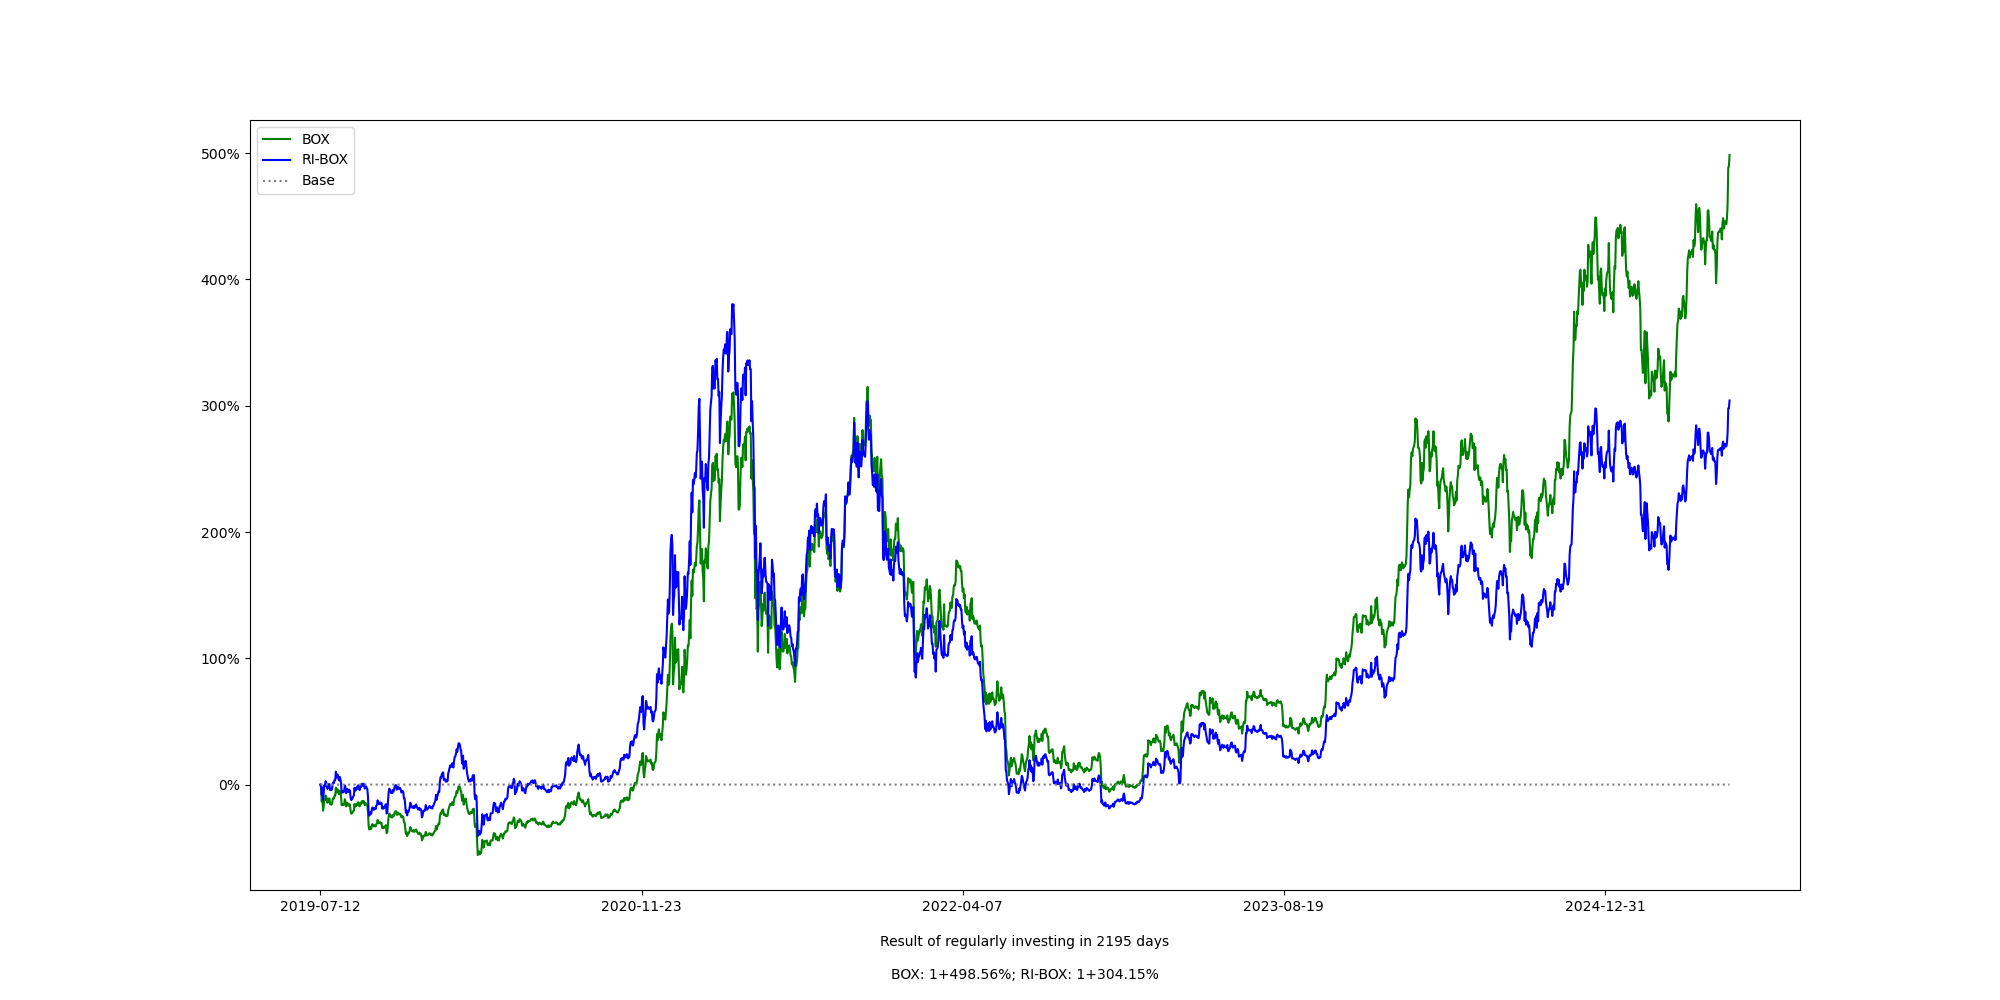 BOX
RI-BOX
Base
500%
400%
300%
200%
100%
0%
2019-07-12 2020-11-23 2022-04-07 2023-08-19 2024-12-31
Result of regularly investing in 2195 days
BOX: 1+498.56%; RI-BOX: 1+304.15%